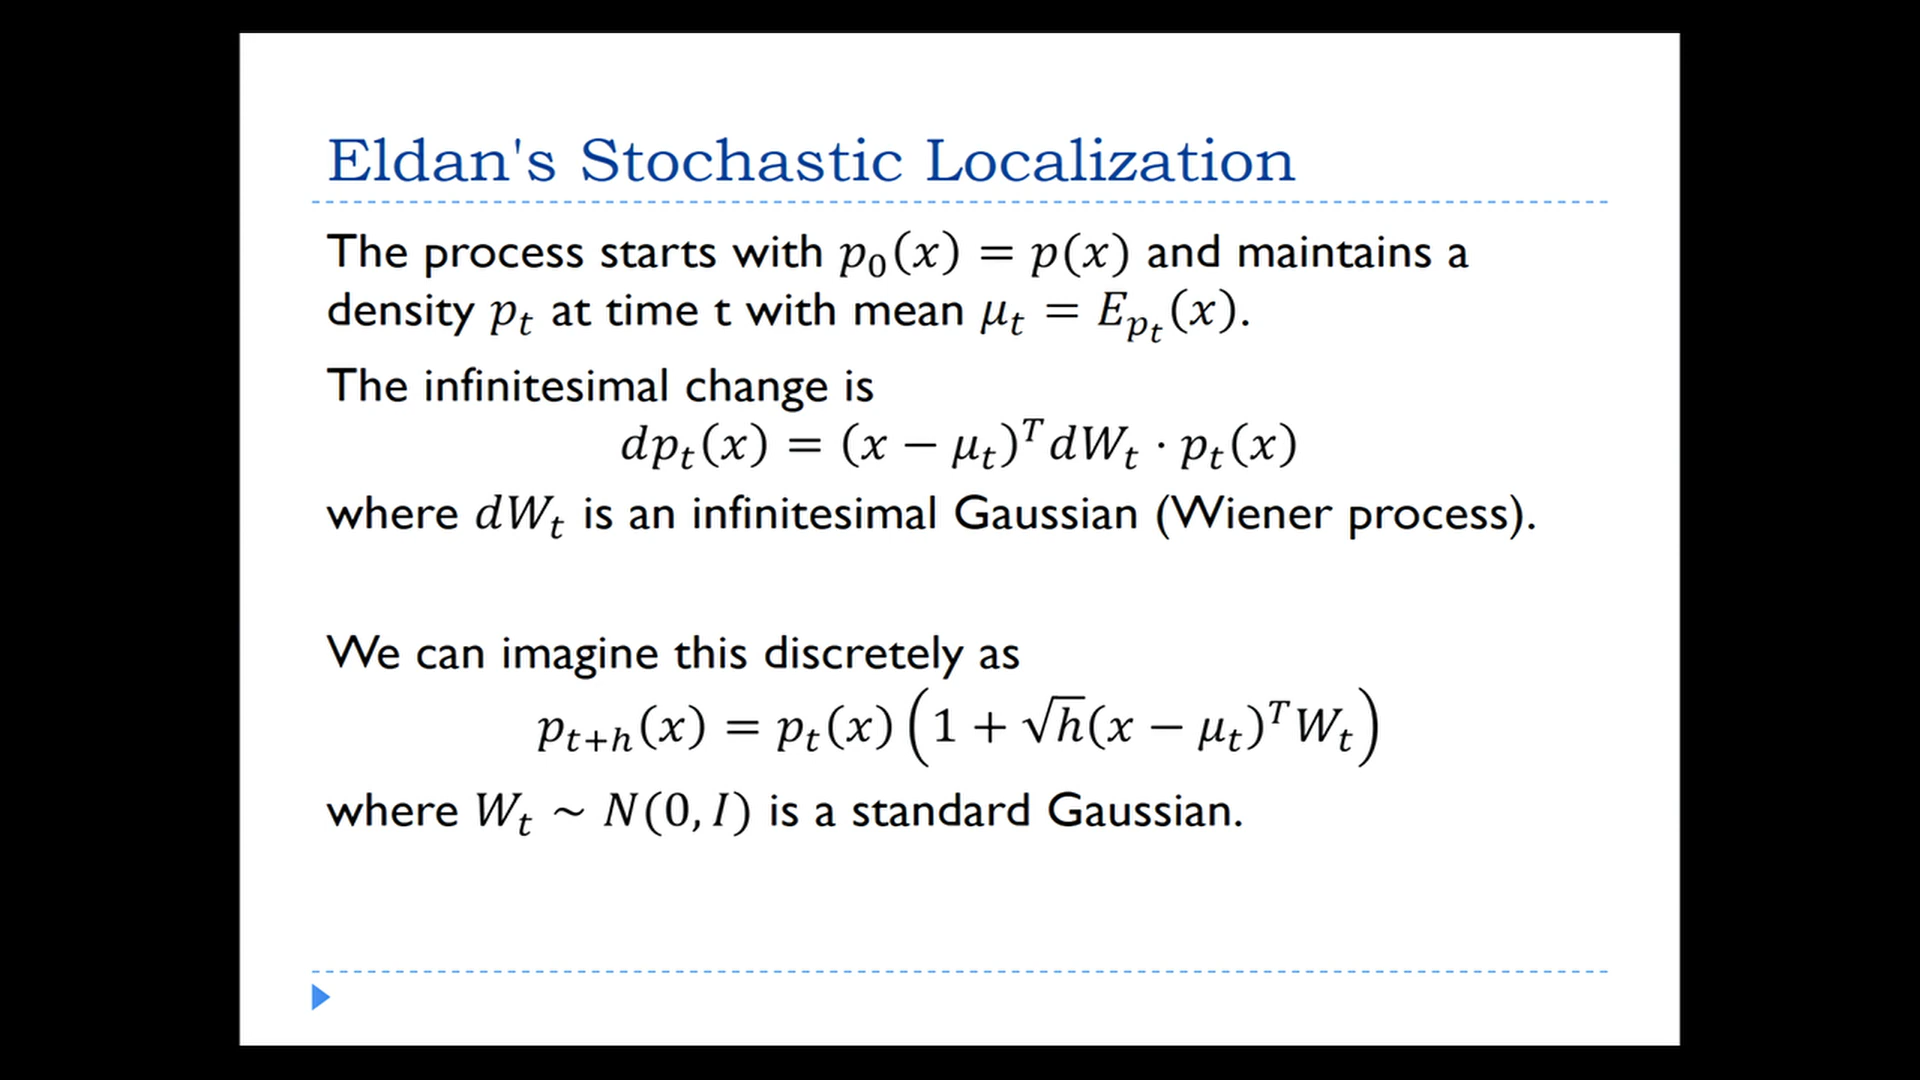 Eldan's Stochastic Localization
The process starts with p₀(x) = p(x) and maintains a
density pₜ at time t with mean μₜ = E_{pₜ}(x).
The infinitesimal change is
dpₜ(x) = (x − μₜ)ᵀdWₜ · pₜ(x)
where dWₜ is an infinitesimal Gaussian (Wiener process).
We can imagine this discretely as
pₜ₊ₕ(x) = pₜ(x)(1 + √h(x − μₜ)ᵀWₜ)
where Wₜ ~ N(0, I) is a standard Gaussian.